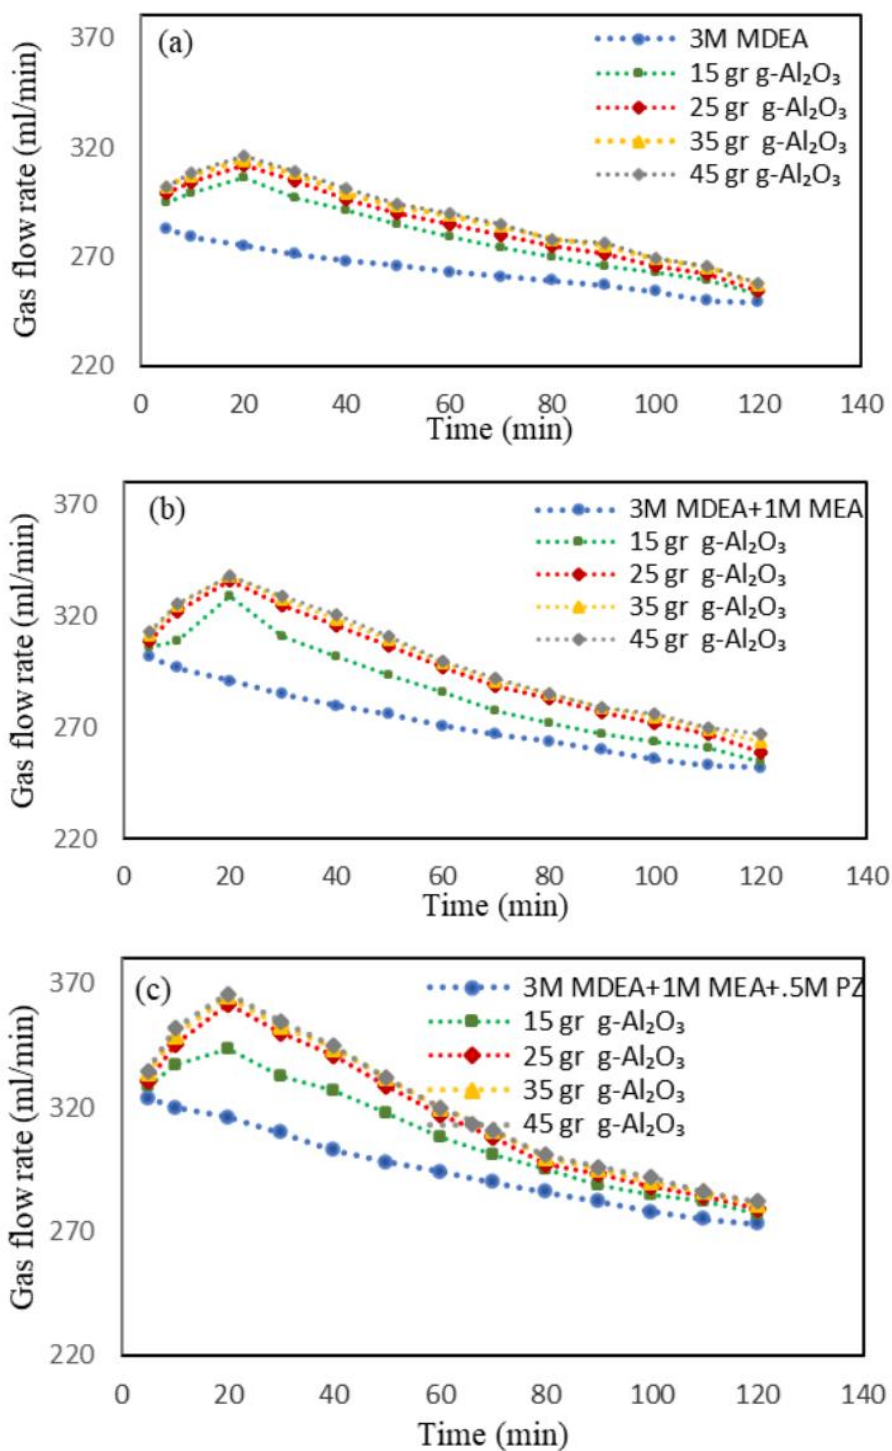 (a)
370
320
270
220
Gas flow rate (ml/min)
3M MDEA
15 gr g-Al₂O₃
25 gr g-Al₂O₃
35 gr g-Al₂O₃
45 gr g-Al₂O₃
0 20 40 60 80 100 120 140
Time (min)
(b)
370
320
270
220
Gas flow rate (ml/min)
3M MDEA+1M MEA
15 gr g-Al₂O₃
25 gr g-Al₂O₃
35 gr g-Al₂O₃
45 gr g-Al₂O₃
0 20 40 60 80 100 120 140
Time (min)
(c)
370
320
270
220
Gas flow rate (ml/min)
3M MDEA+1M MEA+.5M PZ
15 gr g-Al₂O₃
25 gr g-Al₂O₃
35 gr g-Al₂O₃
45 gr g-Al₂O₃
0 20 40 60 80 100 120 140
Time (min)